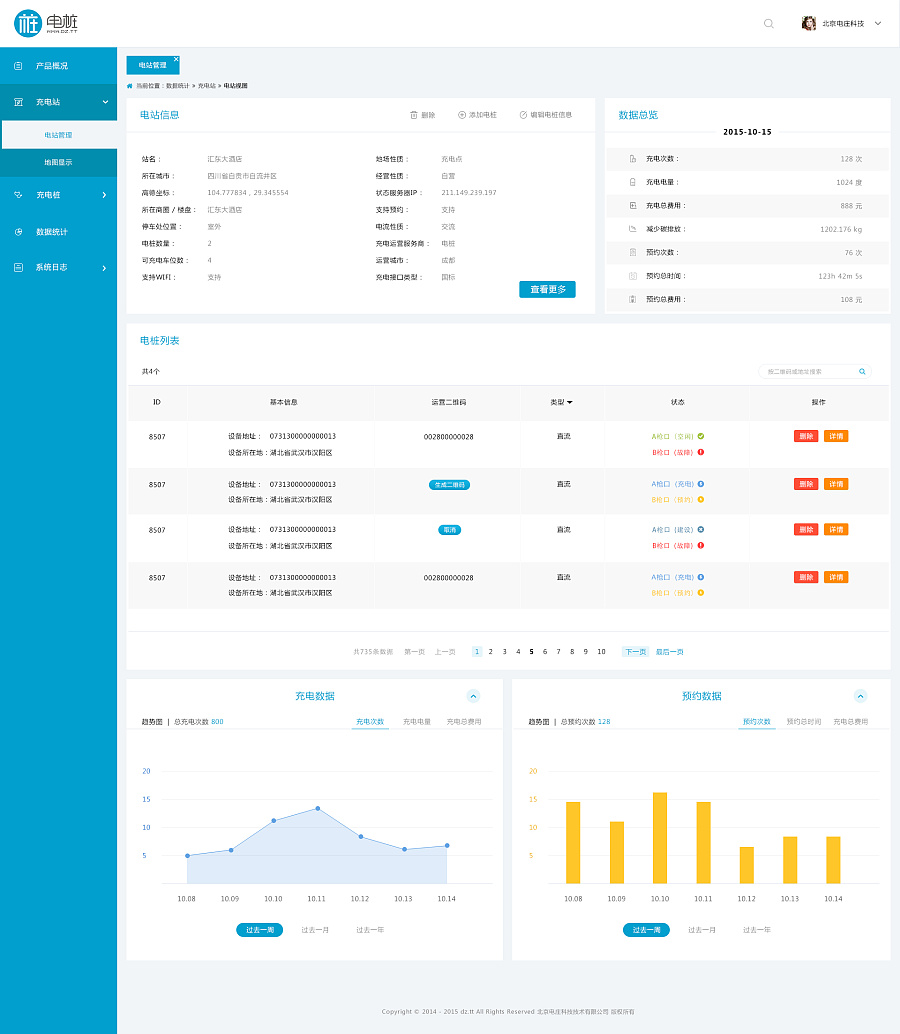 桩 电桩
WWW.DZ.TT
北京电庄科技
产品概况
充电站
电站管理
地图显示
充电桩
数据统计
系统日志
电站管理
当前位置：数据统计 » 充电站 » 电站视图
电站信息
删除 添加电桩 编辑电桩信息
站名： 汇东大酒店 地场性质： 充电点
所在城市： 四川省自贡市自流井区 经营性质： 自营
高德坐标： 104.777834 , 29.345554 状态服务器IP： 211.149.239.197
所在商圈 / 楼盘： 汇东大酒店 支持预约： 支持
停车处位置： 室外 电流性质： 交流
电桩数量： 2 充电运营服务商： 电桩
可充电车位数： 4 运营城市： 成都
支持WIFI： 支持 充电接口类型： 国标
查看更多
数据总览
2015-10-15
充电次数： 128 次
充电电量： 1024 度
充电总费用： 888 元
减少碳排放： 1202.176 kg
预约次数： 76 次
预约总时间： 123h 42m 5s
预约总费用： 108 元
电桩列表
共4个
按二维码或地址搜索
ID 基本信息 运营二维码 类型 状态 操作
8507 设备地址： 0731300000000013 002800000028 直流 A枪口（空闲） 删除 详情
设备所在地：湖北省武汉市汉阳区 B枪口（故障）
8507 设备地址： 0731300000000013 生成二维码 直流 A枪口（充电） 删除 详情
设备所在地：湖北省武汉市汉阳区 B枪口（预约）
8507 设备地址： 0731300000000013 取消 直流 A枪口（建设） 删除 详情
设备所在地：湖北省武汉市汉阳区 B枪口（故障）
8507 设备地址： 0731300000000013 002800000028 直流 A枪口（充电） 删除 详情
设备所在地：湖北省武汉市汉阳区 B枪口（预约）
共735条数据 第一页 上一页 1 2 3 4 5 6 7 8 9 10 下一页 最后一页
充电数据
趋势图 | 总充电次数 800 充电次数 充电电量 充电总费用
20
15
10
5
10.08 10.09 10.10 10.11 10.12 10.13 10.14
过去一周 过去一月 过去一年
预约数据
趋势图 | 总预约次数 128 预约次数 预约总时间 充电总费用
20
15
10
5
10.08 10.09 10.10 10.11 10.12 10.13 10.14
过去一周 过去一月 过去一年
Copyright © 2014 - 2015 dz.tt All Rights Reserved 北京电庄科技技术有限公司 版权所有